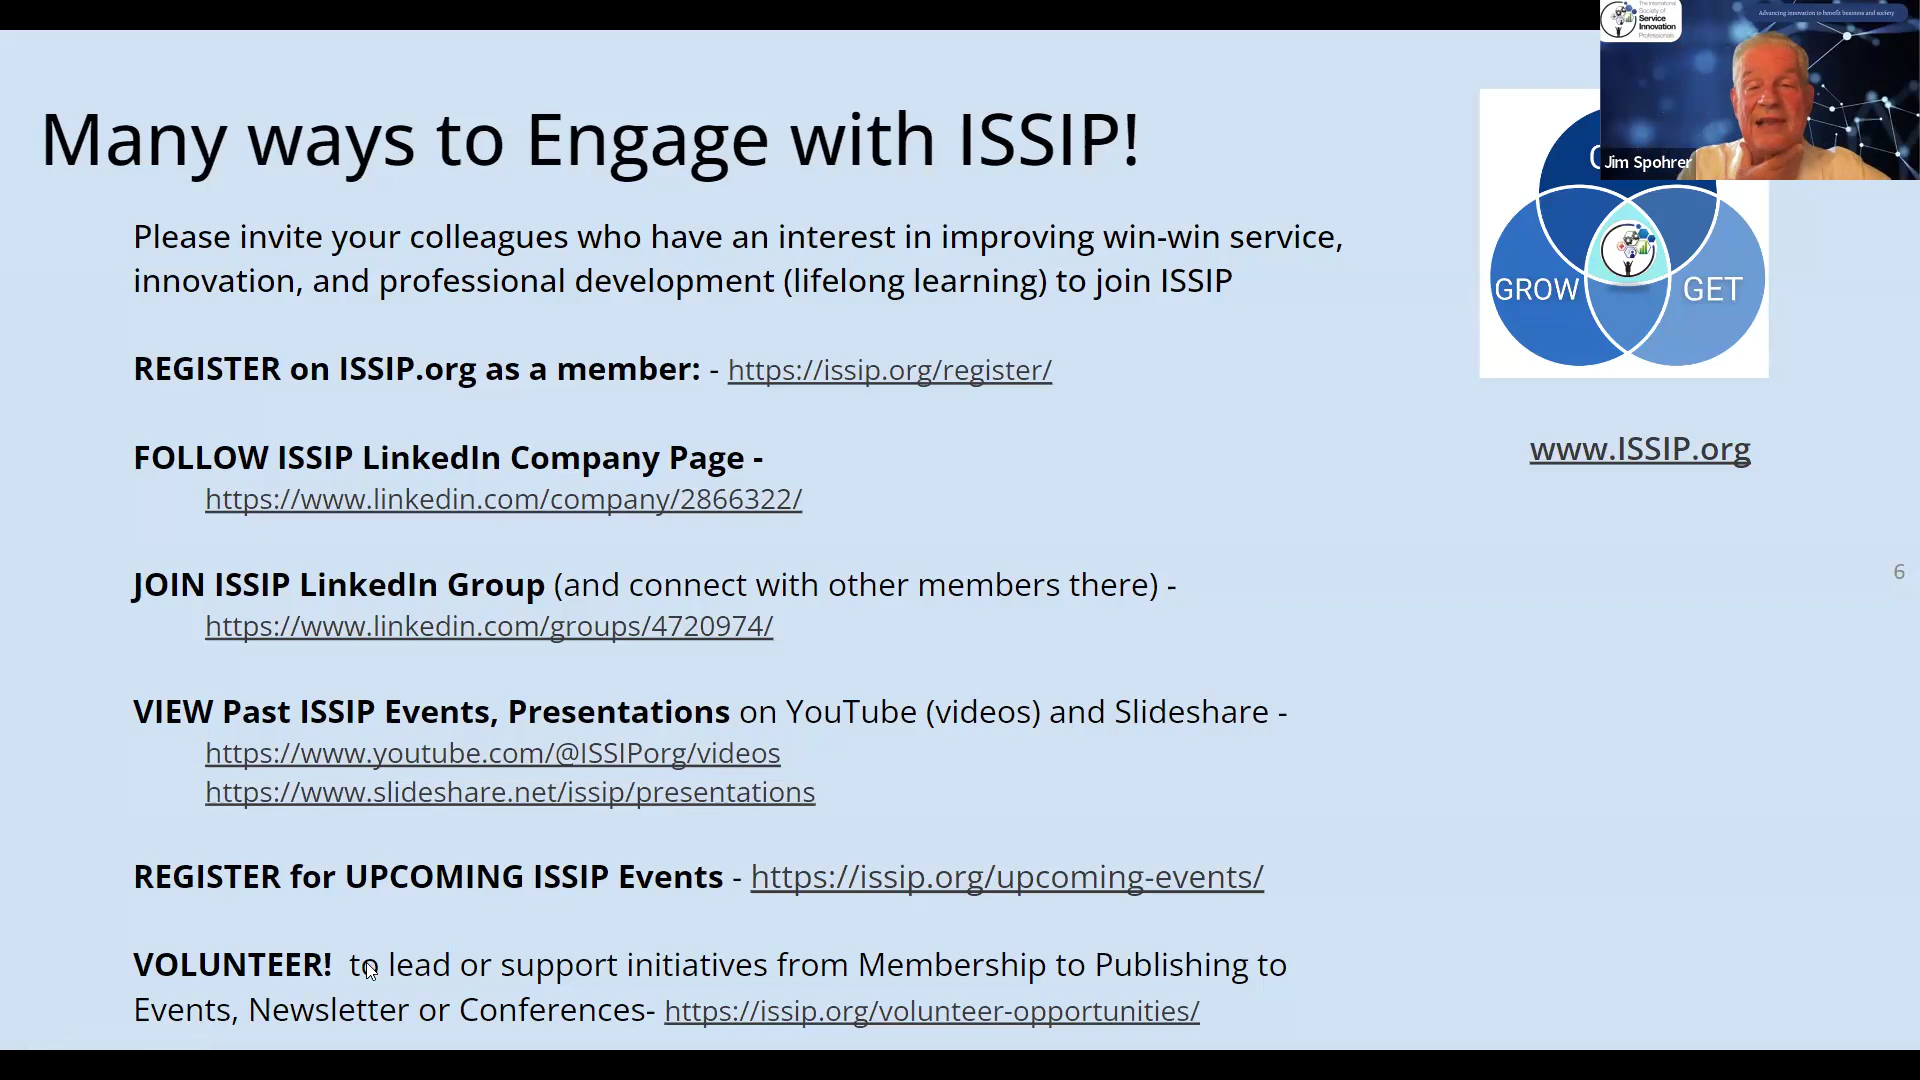 The International
Society of
Service
Innovation
Professionals
Advancing innovation to benefit business and society
Jim Spohrer
Many ways to Engage with ISSIP!
Please invite your colleagues who have an interest in improving win-win service,
innovation, and professional development (lifelong learning) to join ISSIP
REGISTER on ISSIP.org as a member: - https://issip.org/register/
FOLLOW ISSIP LinkedIn Company Page -
https://www.linkedin.com/company/2866322/
JOIN ISSIP LinkedIn Group (and connect with other members there) -
https://www.linkedin.com/groups/4720974/
VIEW Past ISSIP Events, Presentations on YouTube (videos) and Slideshare -
https://www.youtube.com/@ISSIPorg/videos
https://www.slideshare.net/issip/presentations
REGISTER for UPCOMING ISSIP Events - https://issip.org/upcoming-events/
VOLUNTEER!  to lead or support initiatives from Membership to Publishing to
Events, Newsletter or Conferences- https://issip.org/volunteer-opportunities/
GROW
GET
www.ISSIP.org
6